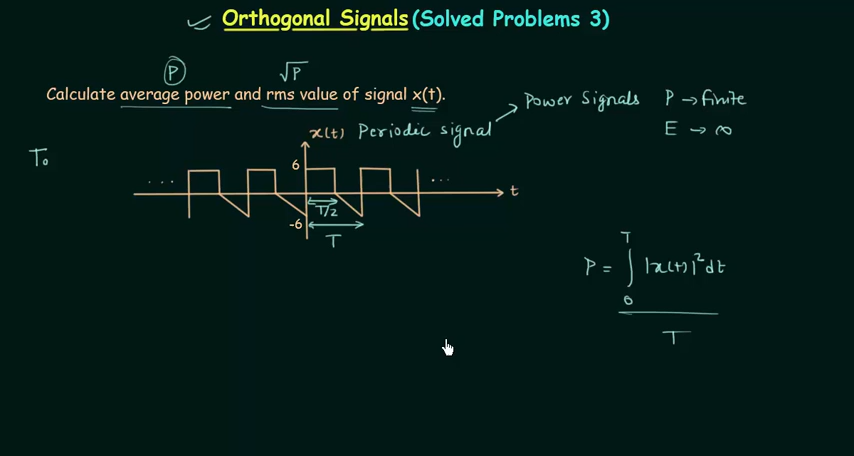 Orthogonal Signals (Solved Problems 3)
P √P
Calculate average power and rms value of signal x(t).
Power Signals P → finite
E → ∞
x(t) Periodic signal
T₀
6
... ...
t
T/2
-6
T
P = ∫₀ᵀ |x(t)|² dt
T